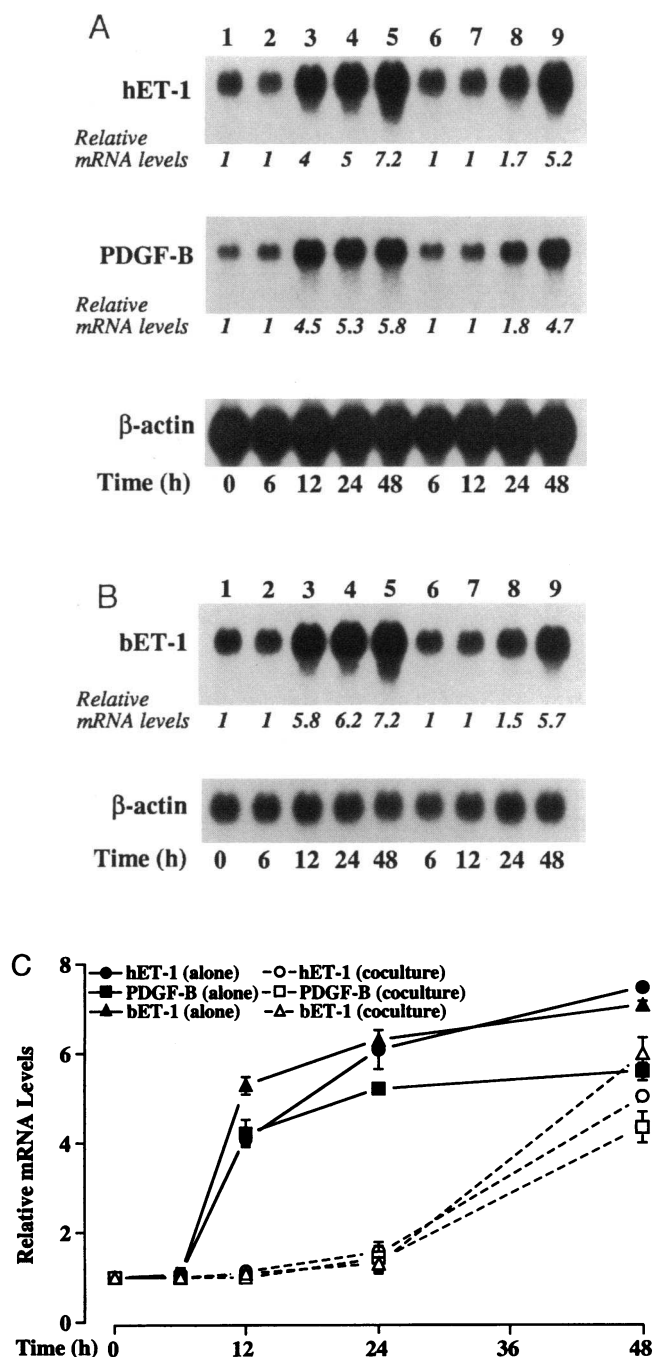 A
1 2 3 4 5 6 7 8 9
hET-1
Relative
mRNA levels 1 1 4 5 7.2 1 1 1.7 5.2
PDGF-B
Relative
mRNA levels 1 1 4.5 5.3 5.8 1 1 1.8 4.7
β-actin
Time (h) 0 6 12 24 48 6 12 24 48
B
1 2 3 4 5 6 7 8 9
bET-1
Relative
mRNA levels 1 1 5.8 6.2 7.2 1 1 1.5 5.7
β-actin
Time (h) 0 6 12 24 48 6 12 24 48
C
8
hET-1 (alone) hET-1 (coculture)
PDGF-B (alone) PDGF-B (coculture)
bET-1 (alone) bET-1 (coculture)
6
4
2
0
Relative mRNA Levels
Time (h) 0 12 24 36 48